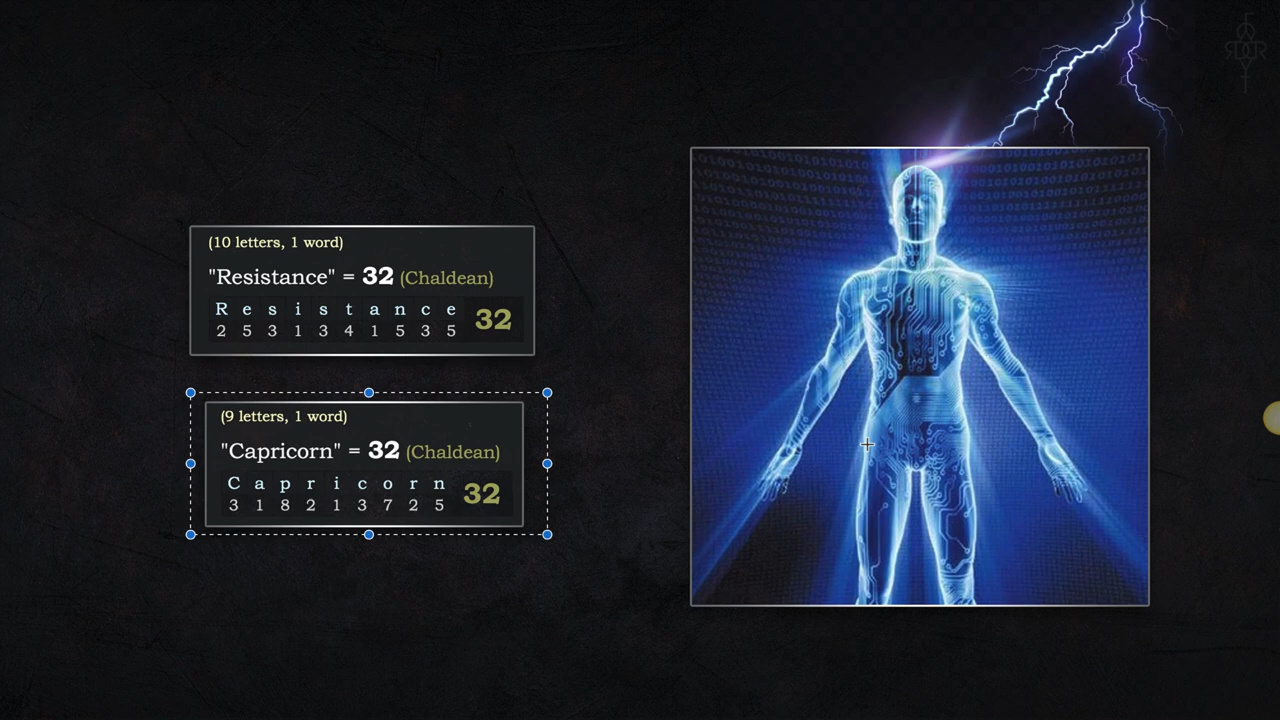 (10 letters, 1 word)
"Resistance" = 32 (Chaldean)
R e s i s t a n c e
2 5 3 1 3 4 1 5 3 5
32
(9 letters, 1 word)
"Capricorn" = 32 (Chaldean)
C a p r i c o r n
3 1 8 2 1 3 7 2 5
32